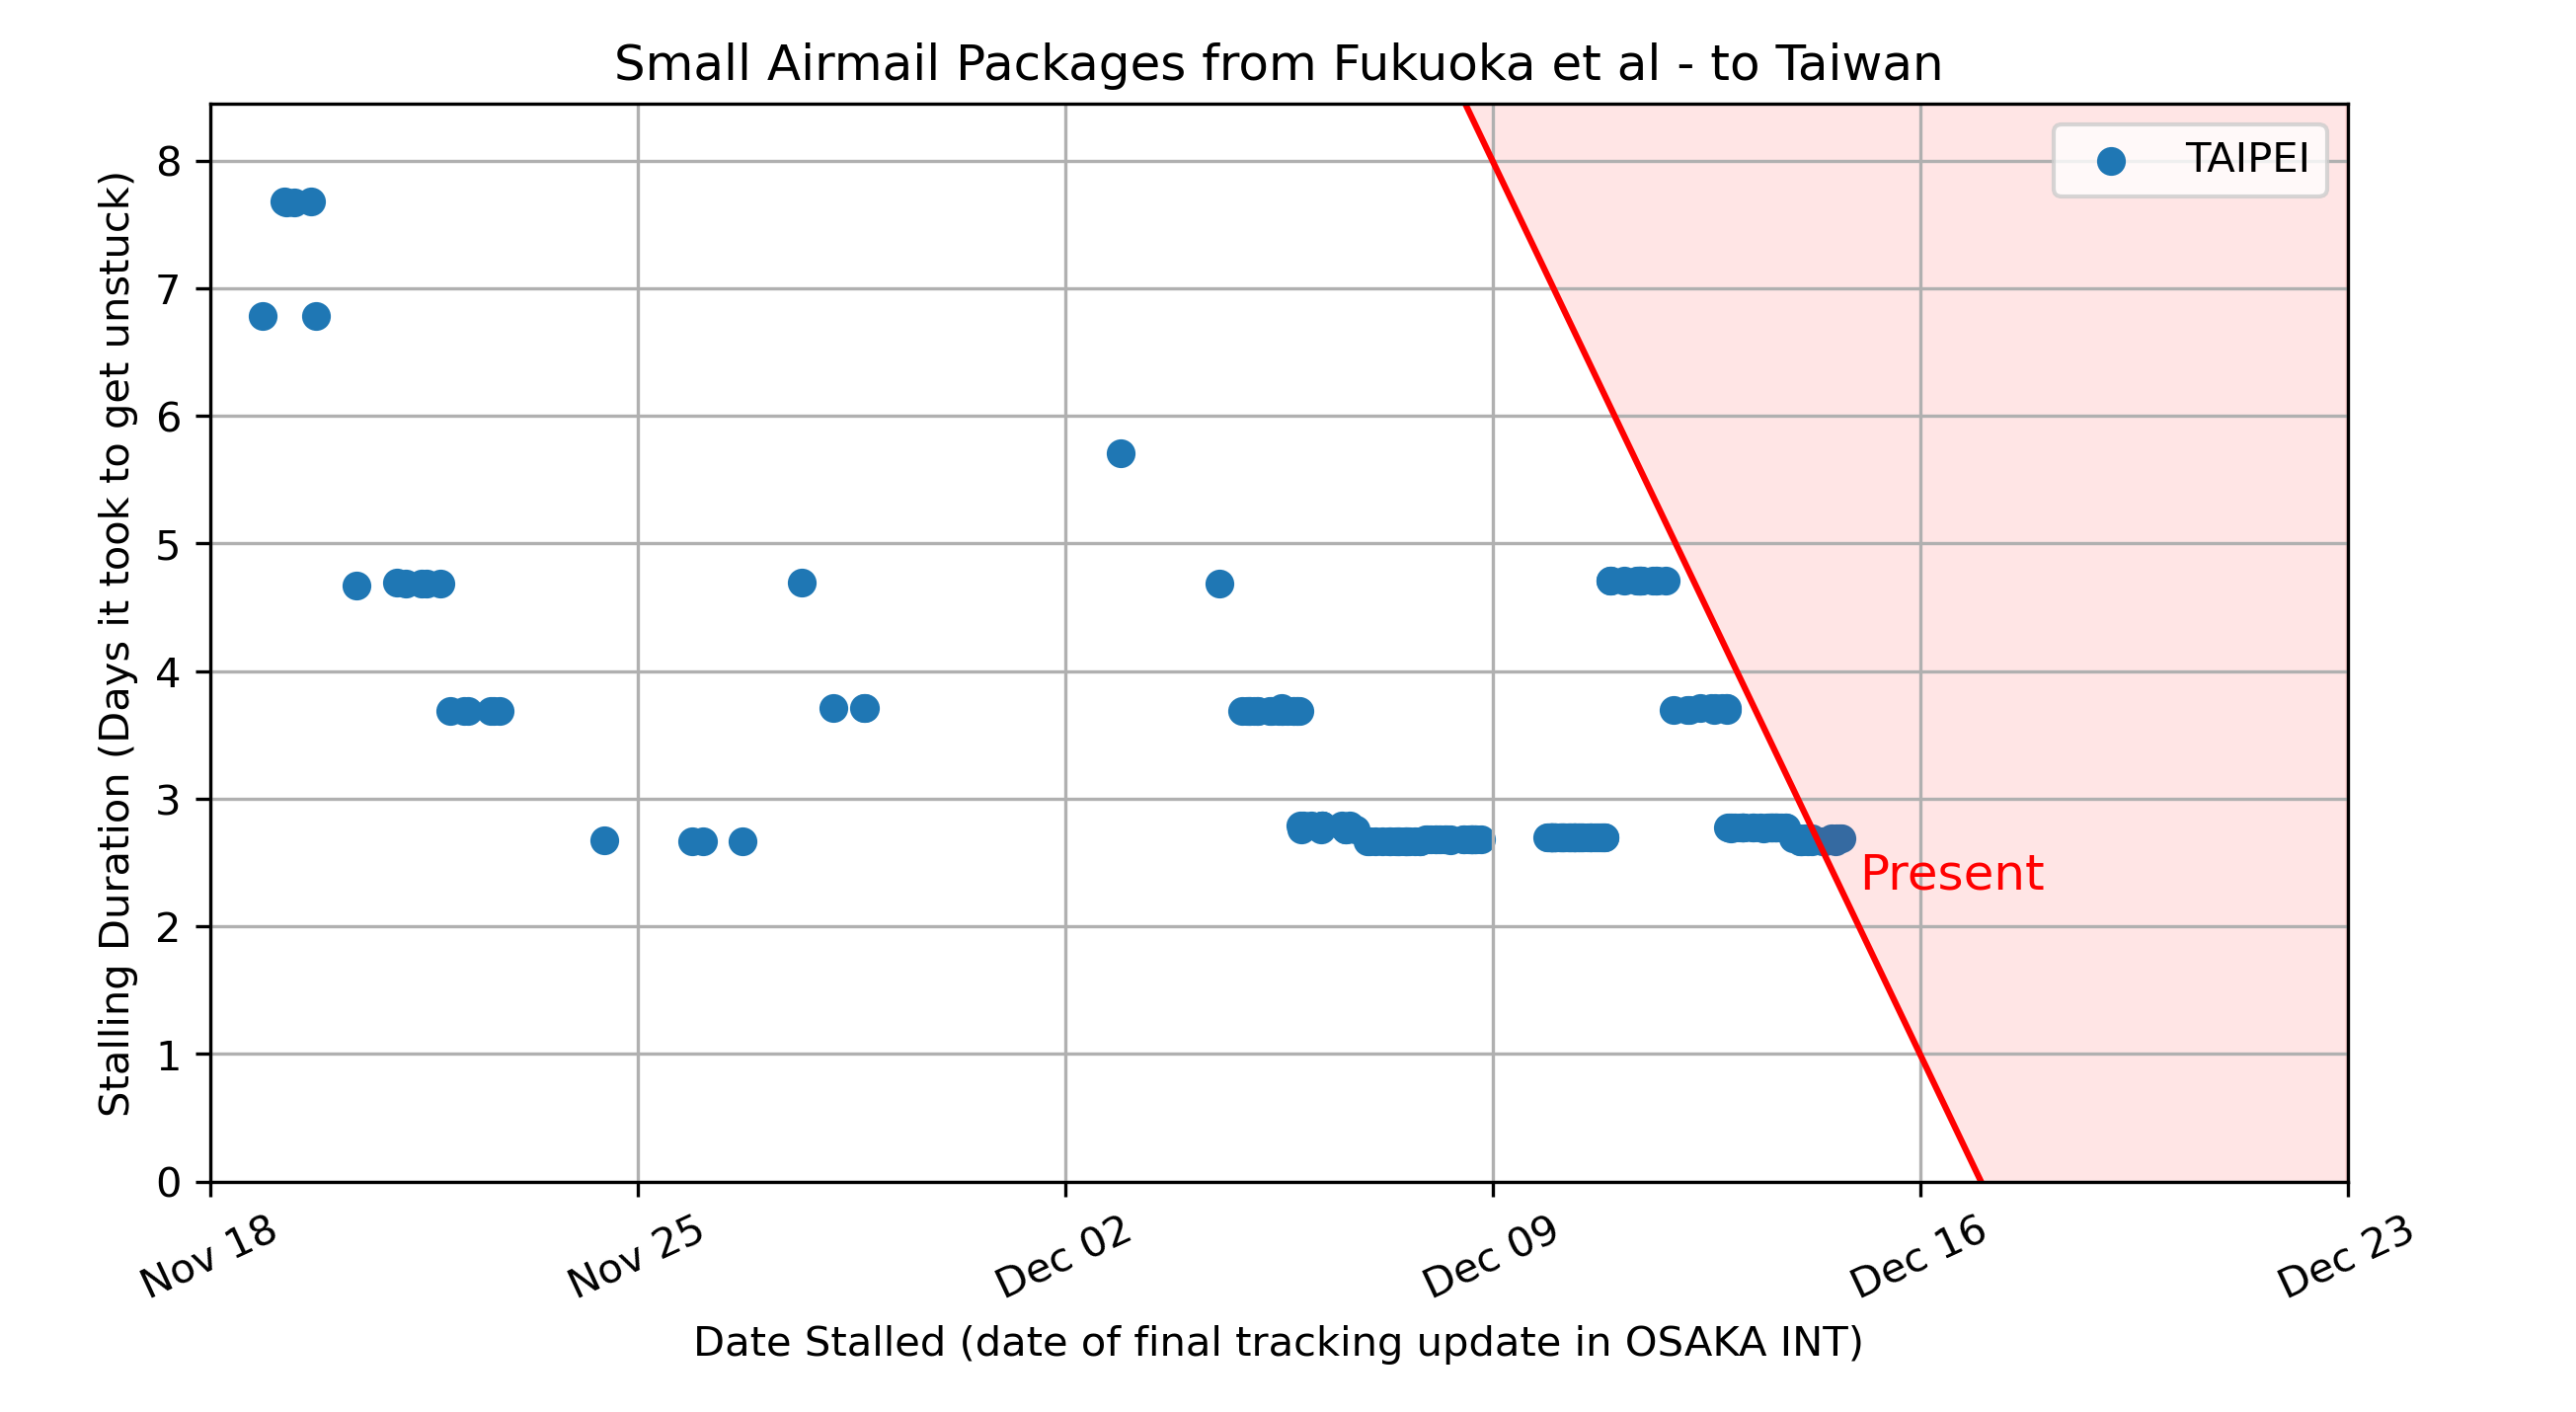 Small Airmail Packages from Fukuoka et al - to Taiwan
Stalling Duration (Days it took to get unstuck)
8
7
6
5
4
3
2
1
0
TAIPEI
Present
Nov 18
Nov 25
Dec 02
Dec 09
Dec 16
Dec 23
Date Stalled (date of final tracking update in OSAKA INT)